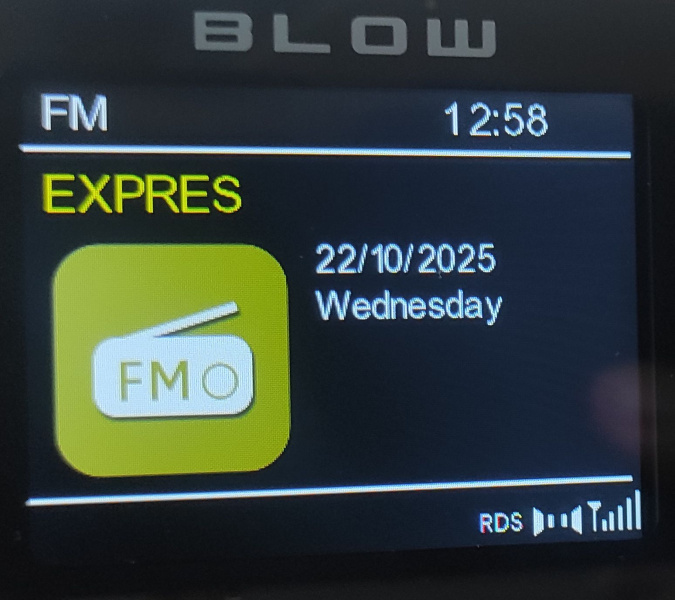 BLOW
FM 12:58
EXPRES
22/10/2025
Wednesday
FM
RDS